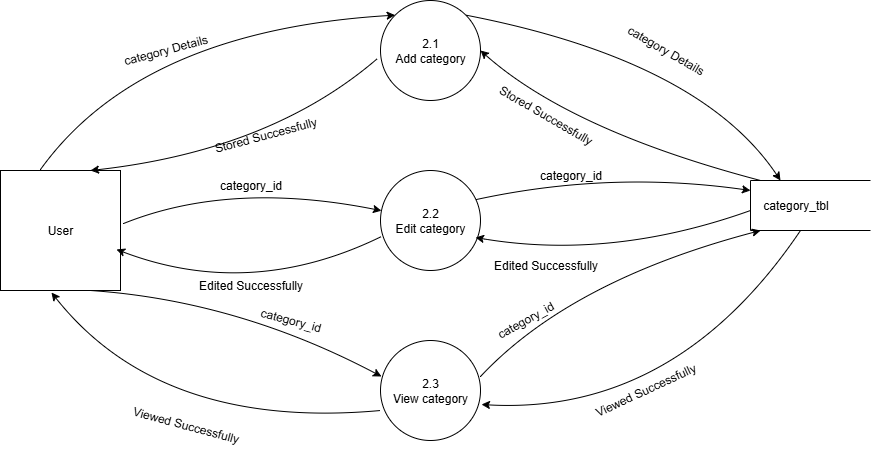 2.1
Add category
category Details
category Details
Stored Successfully
Stored Successfully
category_id
category_id
User
2.2
Edit category
category_tbl
Edited Successfully
Edited Successfully
category_id
category_id
2.3
View category
Viewed Successfully
Viewed Successfully